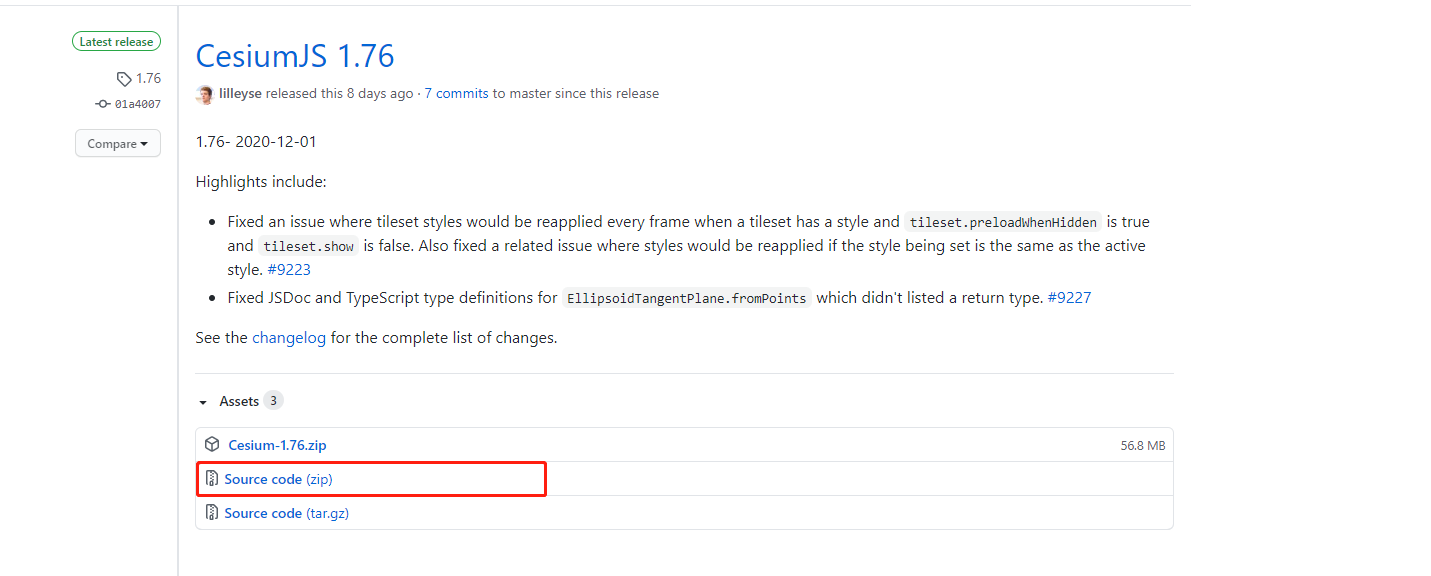 Latest release
1.76
01a4007
Compare
CesiumJS 1.76
lilleyse released this 8 days ago · 7 commits to master since this release
1.76- 2020-12-01
Highlights include:
Fixed an issue where tileset styles would be reapplied every frame when a tileset has a style and tileset.preloadWhenHidden is true
and tileset.show is false. Also fixed a related issue where styles would be reapplied if the style being set is the same as the active
style. #9223
Fixed JSDoc and TypeScript type definitions for EllipsoidTangentPlane.fromPoints which didn't listed a return type. #9227
See the changelog for the complete list of changes.
Assets 3
Cesium-1.76.zip 56.8 MB
Source code (zip)
Source code (tar.gz)